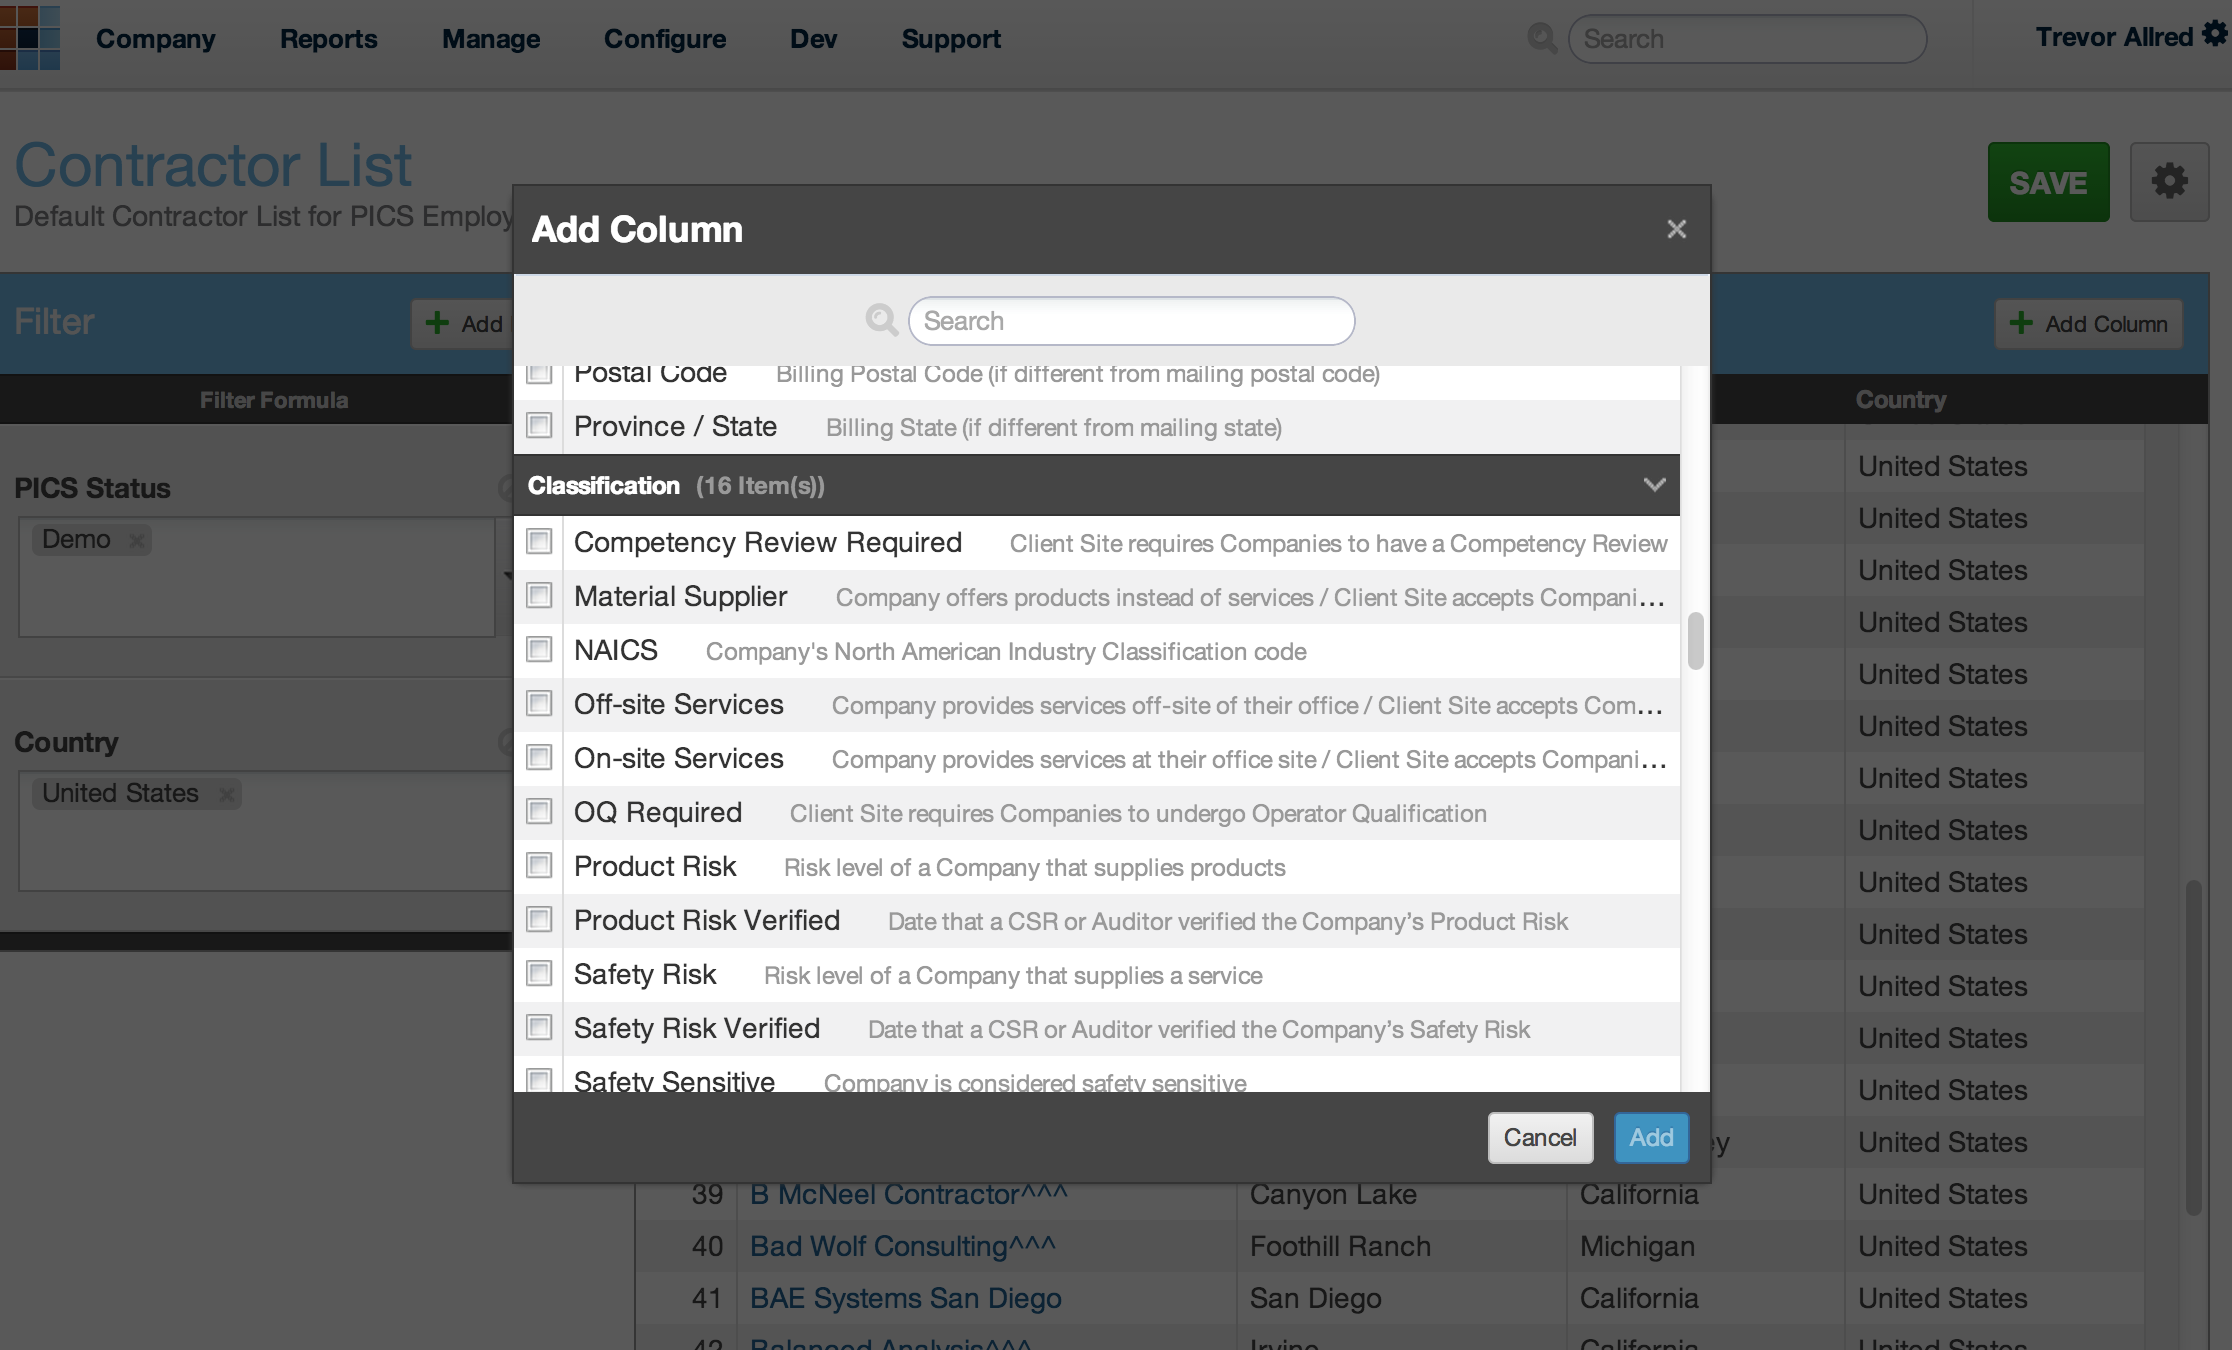 Company Reports Manage Configure Dev Support Search Trevor Allred
Contractor List
Default Contractor List for PICS Employ
SAVE
Filter
Add
Filter Formula
PICS Status
Demo
Country
United States
Add Column
Search
Postal Code Billing Postal Code (if different from mailing postal code)
Province / State Billing State (if different from mailing state)
Classification (16 Item(s))
Competency Review Required Client Site requires Companies to have a Competency Review
Material Supplier Company offers products instead of services / Client Site accepts Compani...
NAICS Company's North American Industry Classification code
Off-site Services Company provides services off-site of their office / Client Site accepts Com...
On-site Services Company provides services at their office site / Client Site accepts Compani...
OQ Required Client Site requires Companies to undergo Operator Qualification
Product Risk Risk level of a Company that supplies products
Product Risk Verified Date that a CSR or Auditor verified the Company’s Product Risk
Safety Risk Risk level of a Company that supplies a service
Safety Risk Verified Date that a CSR or Auditor verified the Company’s Safety Risk
Safety Sensitive Company is considered safety sensitive
Cancel Add
Add Column
Country
United States
United States
United States
United States
United States
United States
United States
United States
United States
United States
United States
United States
United States
ey United States
39 B McNeel Contractor^^^ Canyon Lake California United States
40 Bad Wolf Consulting^^^ Foothill Ranch Michigan United States
41 BAE Systems San Diego San Diego California United States
42 Balanced Analysis^^^ Irvine California United States